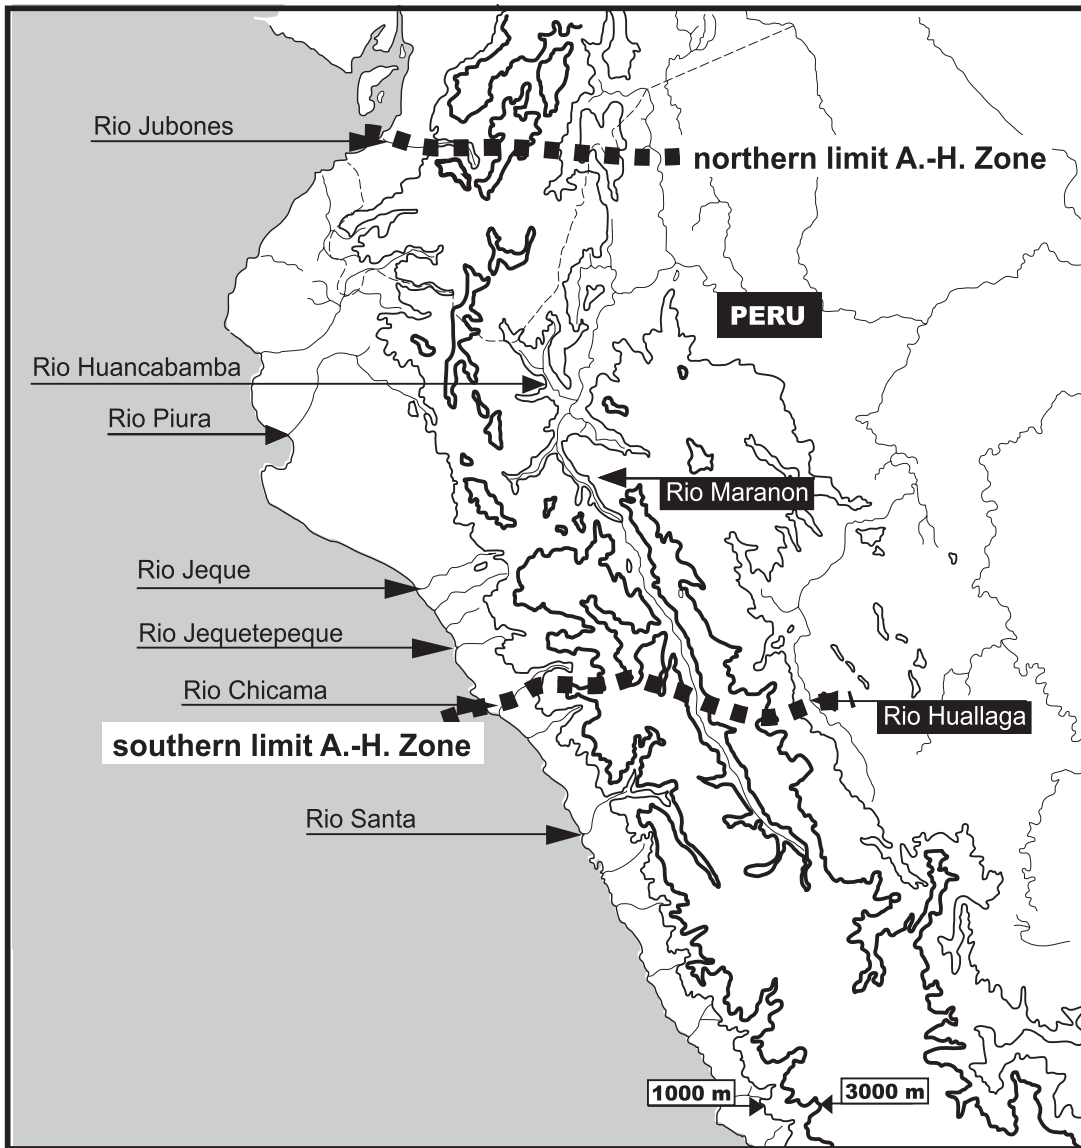 Rio Jubones
northern limit A.-H. Zone
PERU
Rio Huancabamba
Rio Piura
Rio Maranon
Rio Jeque
Rio Jequetepeque
Rio Chicama
Rio Huallaga
southern limit A.-H. Zone
Rio Santa
1000 m
3000 m